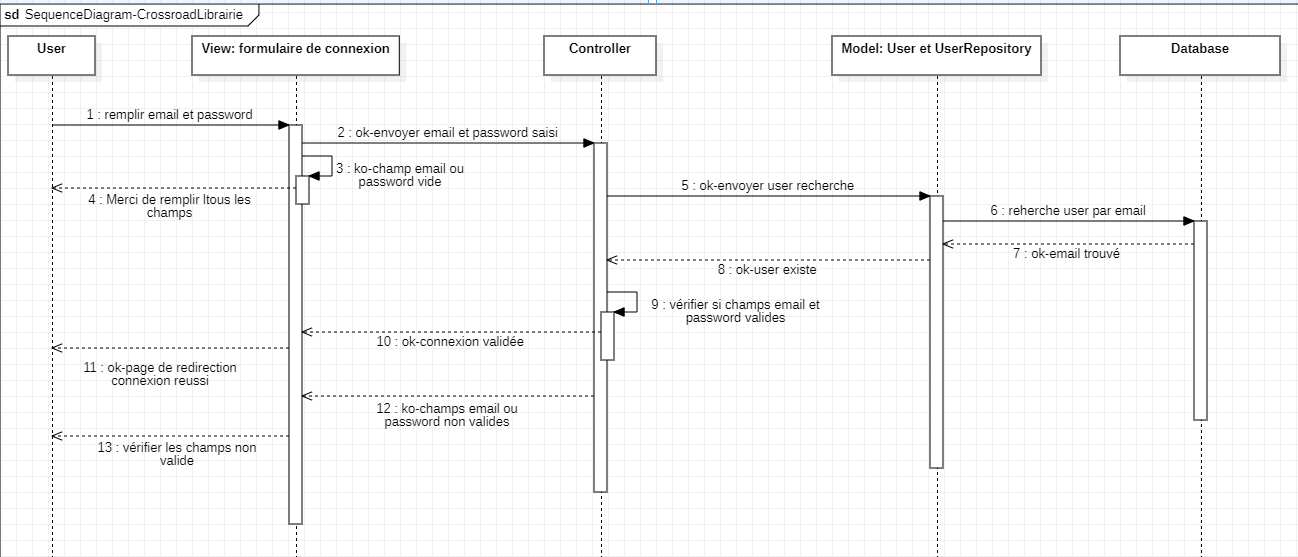 sd SequenceDiagram-CrossroadLibrairie
User
View: formulaire de connexion
Controller
Model: User et UserRepository
Database
1 : remplir email et password
2 : ok-envoyer email et password saisi
3 : ko-champ email ou
password vide
4 : Merci de remplir ltous les
champs
5 : ok-envoyer user recherche
6 : reherche user par email
7 : ok-email trouvé
8 : ok-user existe
9 : vérifier si champs email et
password valides
10 : ok-connexion validée
11 : ok-page de redirection
connexion reussi
12 : ko-champs email ou
password non valides
13 : vérifier les champs non
valide